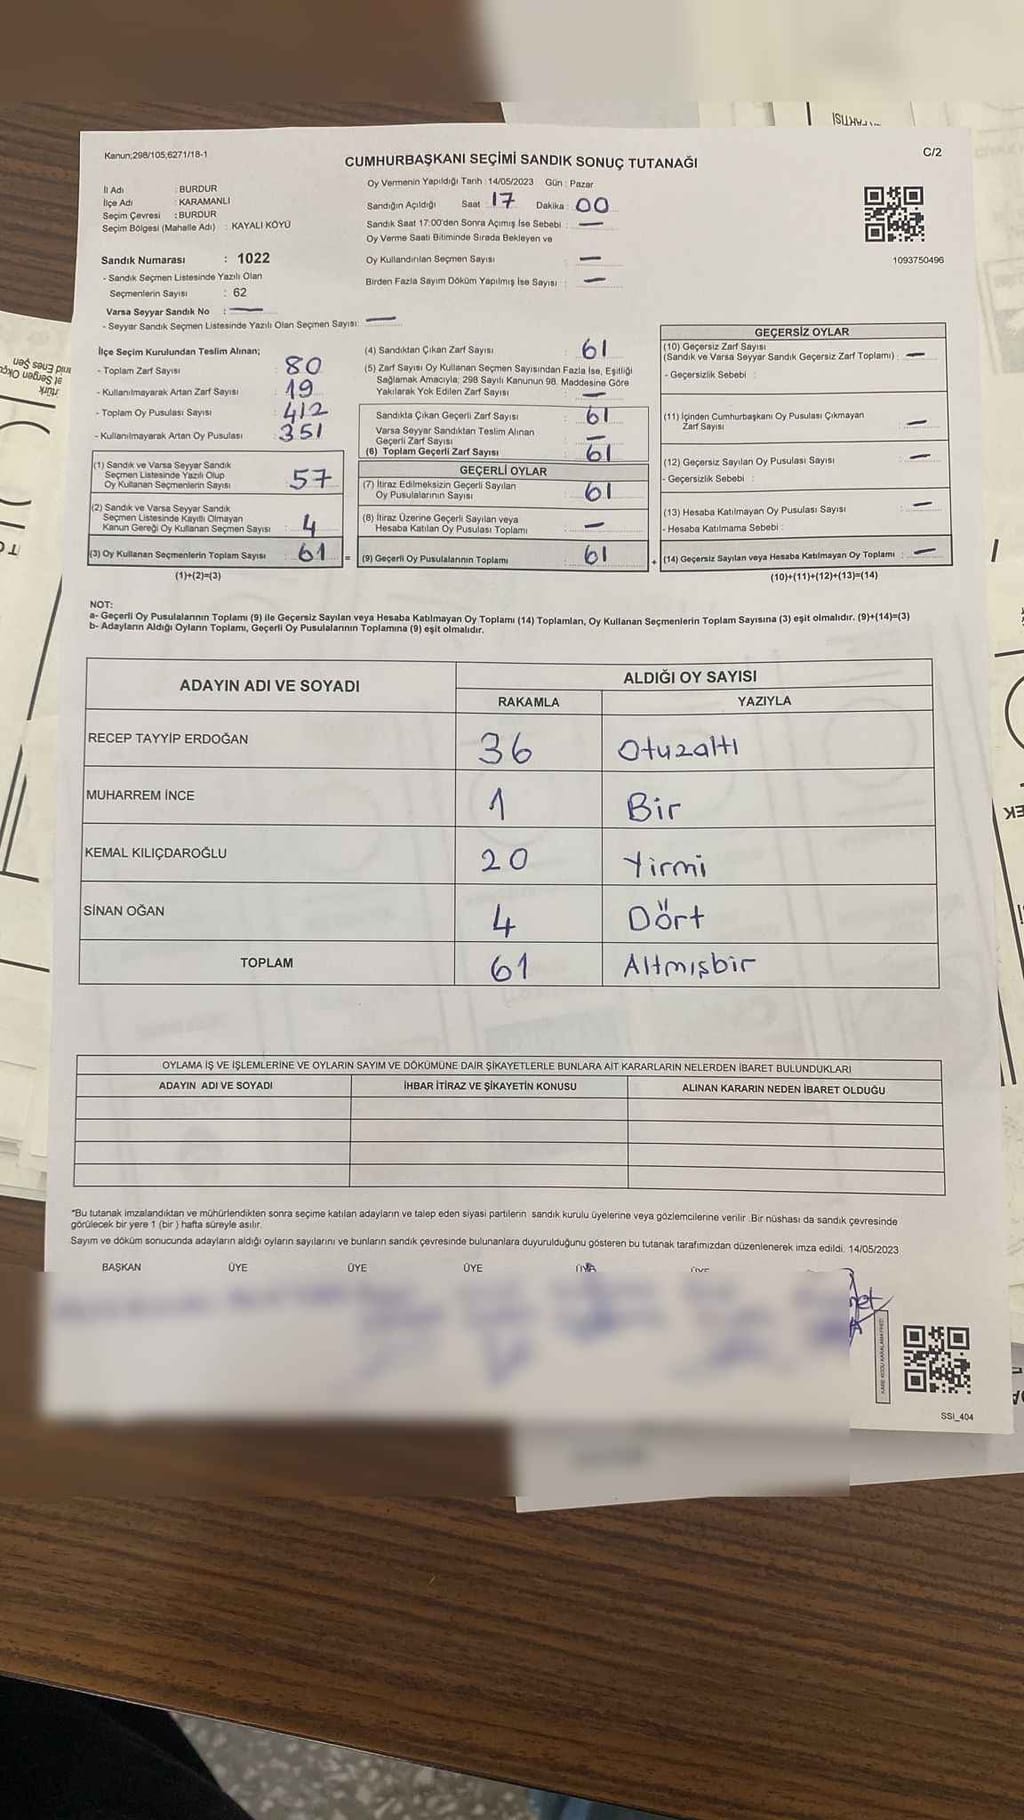 Kanun;298/105,6271/18-1
C/2
CUMHURBAŞKANI SEÇİMİ SANDIK SONUÇ TUTANAĞI
İl Adı : BURDUR
İlçe Adı : KARAMANLI
Seçim Çevresi : BURDUR
Seçim Bölgesi (Mahalle Adı) : KAYALI KÖYÜ
Sandık Numarası : 1022
- Sandık Seçmen Listesinde Yazılı Olan
Seçmenlerin Sayısı : 62
Varsa Seyyar Sandık No : —
- Seyyar Sandık Seçmen Listesinde Yazılı Olan Seçmen Sayısı: —
Oy Vermenin Yapıldığı Tarih : 14/05/2023 Gün : Pazar
Sandığın Açıldığı Saat : 17 Dakika : 00
Sandık Saat 17:00'den Sonra Açımış İse Sebebi : —
Oy Verme Saati Bitiminde Sırada Bekleyen ve
Oy Kullandırılan Seçmen Sayısı : —
Birden Fazla Sayım Döküm Yapılmış İse Sayısı : —
1093750496
İlçe Seçim Kurulundan Teslim Alınan;
- Toplam Zarf Sayısı : 80
- Kullanılmayarak Artan Zarf Sayısı : 19
- Toplam Oy Pusulası Sayısı : 412
- Kullanılmayarak Artan Oy Pusulası : 351
(1) Sandık ve Varsa Seyyar Sandık
Seçmen Listesinde Yazılı Olup
Oy Kullanan Seçmenlerin Sayısı : 57
(2) Sandık ve Varsa Seyyar Sandık
Seçmen Listesinde Kayıtlı Olmayan
Kanun Gereği Oy Kullanan Seçmen Sayısı : 4
(3) Oy Kullanan Seçmenlerin Toplam Sayısı : 61 =
(1)+(2)=(3)
(4) Sandıktan Çıkan Zarf Sayısı : 61
(5) Zarf Sayısı Oy Kullanan Seçmen Sayısından Fazla İse, Eşitliği
Sağlamak Amacıyla; 298 Sayılı Kanunun 98. Maddesine Göre
Yakılarak Yok Edilen Zarf Sayısı : —
Sandıkta Çıkan Geçerli Zarf Sayısı : 61
Varsa Seyyar Sandıktan Teslim Alınan
Geçerli Zarf Sayısı : —
(6) Toplam Geçerli Zarf Sayısı : 61
GEÇERLİ OYLAR
(7) İtiraz Edilmeksizin Geçerli Sayılan
Oy Pusulalarının Sayısı : 61
(8) İtiraz Üzerine Geçerli Sayılan veya
Hesaba Katılan Oy Pusulası Toplamı : —
(9) Geçerli Oy Pusulalarının Toplamı : 61 +
GEÇERSİZ OYLAR
(10) Geçersiz Zarf Sayısı
(Sandık ve Varsa Seyyar Sandık Geçersiz Zarf Toplamı) : —
- Geçersizlik Sebebi :
(11) İçinden Cumhurbaşkanı Oy Pusulası Çıkmayan
Zarf Sayısı : —
(12) Geçersiz Sayılan Oy Pusulası Sayısı : —
- Geçersizlik Sebebi :
(13) Hesaba Katılmayan Oy Pusulası Sayısı : —
- Hesaba Katılmama Sebebi :
(14) Geçersiz Sayılan veya Hesaba Katılmayan Oy Toplamı : —
(10)+(11)+(12)+(13)=(14)
NOT:
a- Geçerli Oy Pusulalarının Toplamı (9) ile Geçersiz Sayılan veya Hesaba Katılmayan Oy Toplamı (14) Toplamları, Oy Kullanan Seçmenlerin Toplam Sayısına (3) eşit olmalıdır. (9)+(14)=(3)
b- Adayların Aldığı Oyların Toplamı, Geçerli Oy Pusulalarının Toplamına (9) eşit olmalıdır.
ADAYIN ADI VE SOYADI
ALDIĞI OY SAYISI
RAKAMLA YAZIYLA
RECEP TAYYİP ERDOĞAN 36 Otuzaltı
MUHARREM İNCE 1 Bir
KEMAL KILIÇDAROĞLU 20 Yirmi
SİNAN OĞAN 4 Dört
TOPLAM 61 Altmışbir
OYLAMA İŞ VE İŞLEMLERİNE VE OYLARIN SAYIM VE DÖKÜMÜNE DAİR ŞİKAYETLERLE BUNLARA AİT KARARLARIN NELERDEN İBARET BULUNDUKLARI
ADAYIN ADI VE SOYADI İHBAR İTİRAZ VE ŞİKAYETİN KONUSU ALINAN KARARIN NEDEN İBARET OLDUĞU
*Bu tutanak imzalandıktan ve mühürlendikten sonra seçime katılan adayların ve talep eden siyasi partilerin sandık kurulu üyelerine veya gözlemcilerine verilir .Bir nüshası da sandık çevresinde
görülecek bir yere 1 (bir ) hafta süreyle asılır.
Sayım ve döküm sonucunda adayların aldığı oyların sayılarını ve bunların sandık çevresinde bulunanlara duyurulduğunu gösteren bu tutanak tarafımızdan düzenlenerek imza edildi. 14/05/2023
BAŞKAN ÜYE ÜYE ÜYE ÜYE ÜYE
SSI_404